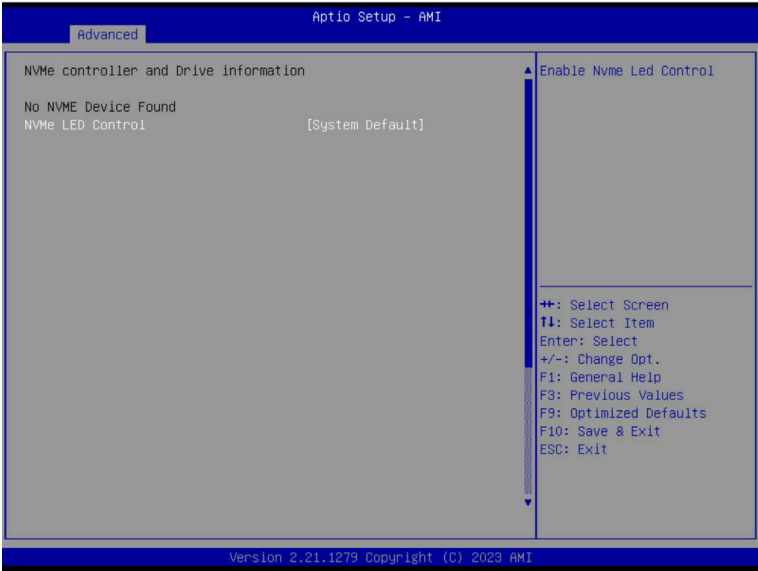 Aptio Setup – AMI
Advanced
NVMe controller and Drive information
No NVME Device Found
NVMe LED Control [System Default]
Enable Nvme Led Control
→←: Select Screen
↑↓: Select Item
Enter: Select
+/-: Change Opt.
F1: General Help
F3: Previous Values
F9: Optimized Defaults
F10: Save & Exit
ESC: Exit
Version 2.21.1279 Copyright (C) 2023 AMI